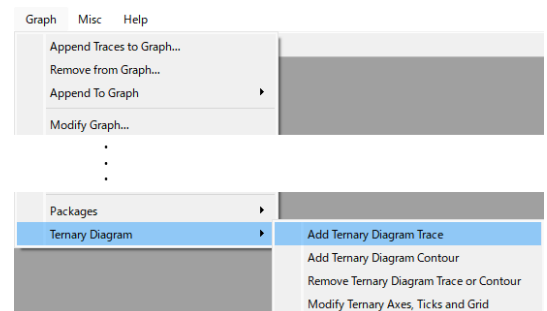 Graph Misc Help
Append Traces to Graph...
Remove from Graph...
Append To Graph
Modify Graph...
Packages
Ternary Diagram
Add Ternary Diagram Trace
Add Ternary Diagram Contour
Remove Ternary Diagram Trace or Contour
Modify Ternary Axes, Ticks and Grid